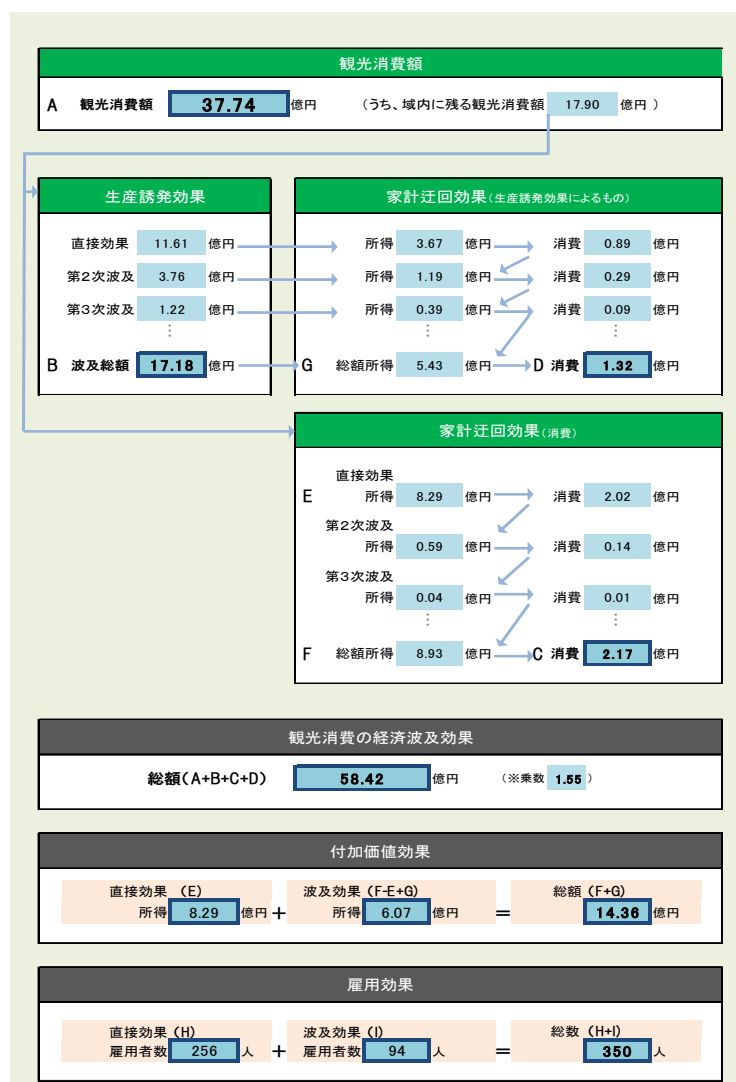 観光消費額
A 観光消費額 37.74 億円 （うち、域内に残る観光消費額 17.90 億円 ）
生産誘発効果
直接効果 11.61 億円
第2次波及 3.76 億円
第3次波及 1.22 億円
⋮
B 波及総額 17.18 億円
家計迂回効果(生産誘発効果によるもの)
所得 3.67 億円 消費 0.89 億円
所得 1.19 億円 消費 0.29 億円
所得 0.39 億円 消費 0.09 億円
⋮ ⋮
G 総額所得 5.43 億円 D 消費 1.32 億円
家計迂回効果(消費)
直接効果
E 所得 8.29 億円 消費 2.02 億円
第2次波及
所得 0.59 億円 消費 0.14 億円
第3次波及
所得 0.04 億円 消費 0.01 億円
⋮ ⋮
F 総額所得 8.93 億円 C 消費 2.17 億円
観光消費の経済波及効果
総額(A+B+C+D) 58.42 億円 (※乗数 1.55 )
付加価値効果
直接効果 (E) 波及効果 (F-E+G) 総額 (F+G)
所得 8.29 億円 + 所得 6.07 億円 = 14.36 億円
雇用効果
直接効果 (H) 波及効果 (I) 総数 (H+I)
雇用者数 256 人 + 雇用者数 94 人 = 350 人